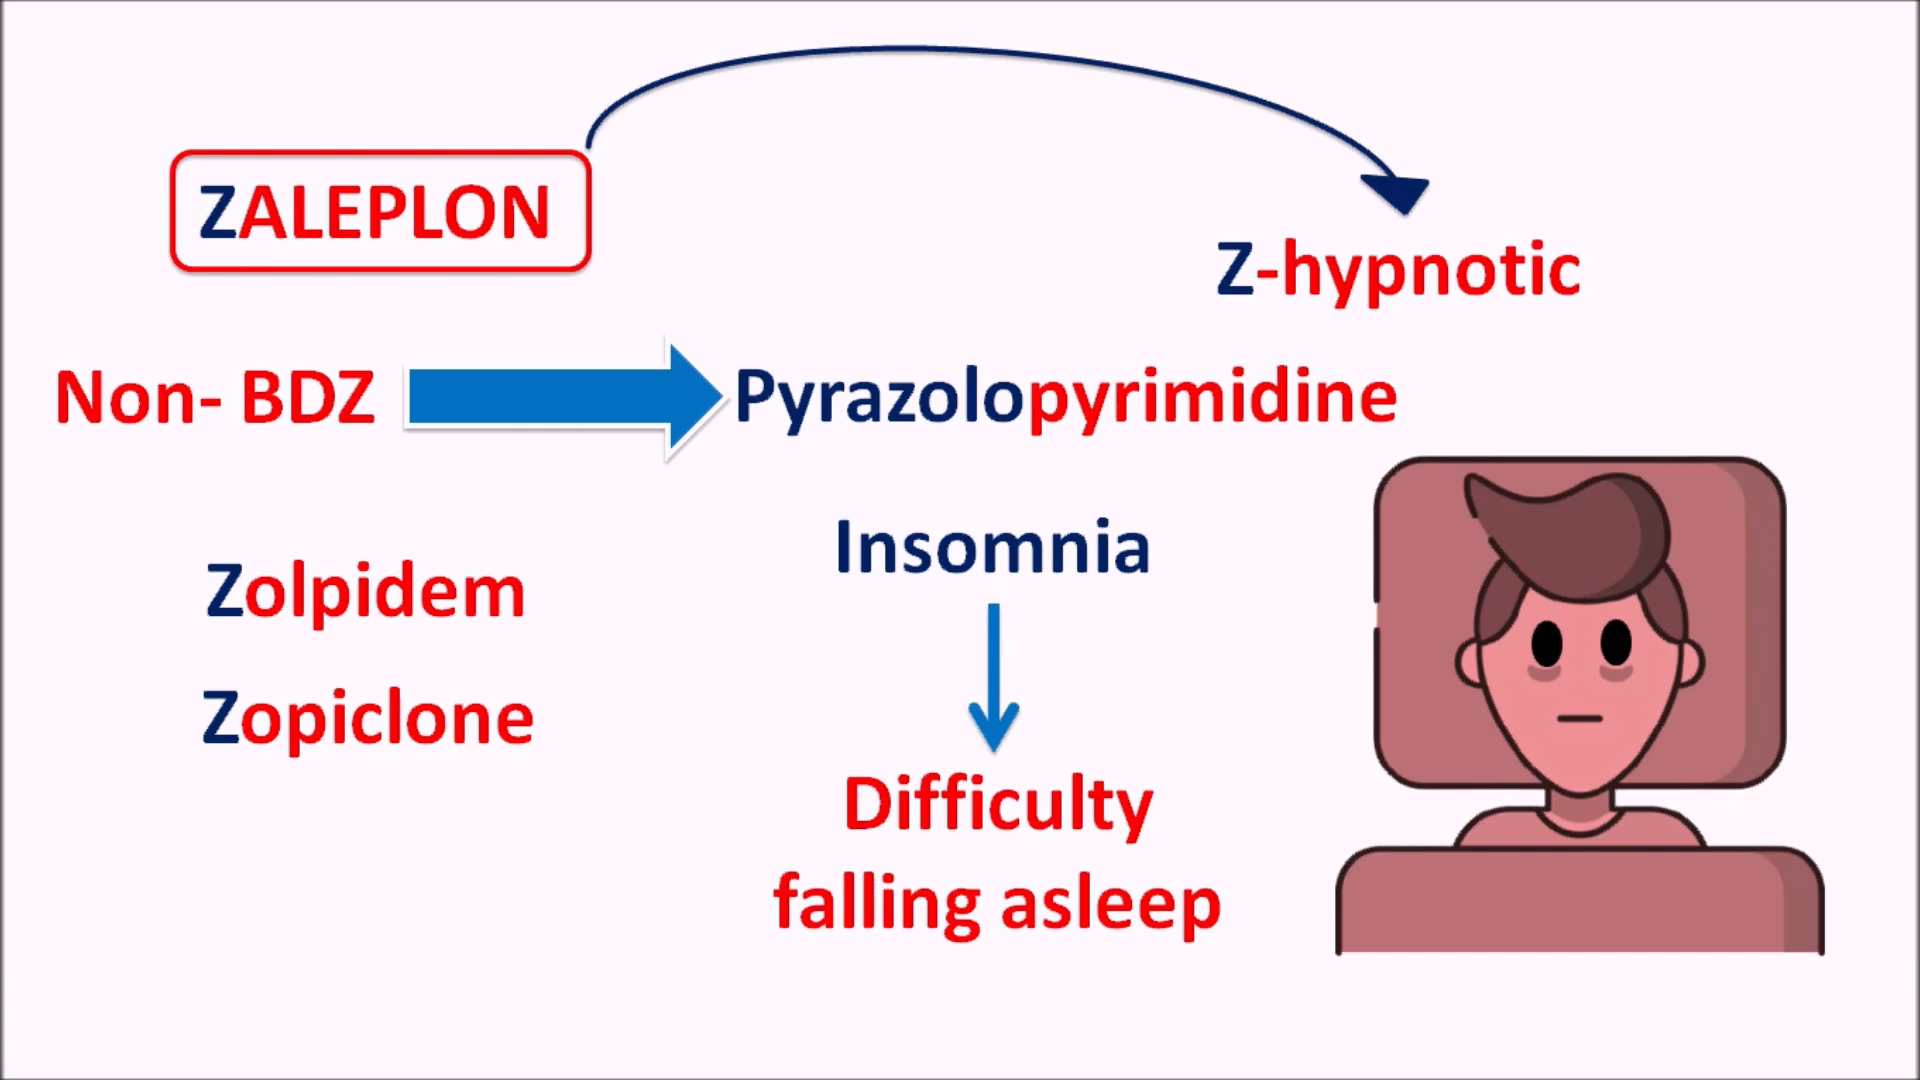 ZALEPLON
Z-hypnotic
Non- BDZ
Pyrazolopyrimidine
Insomnia
Zolpidem
Zopiclone
Difficulty
falling asleep